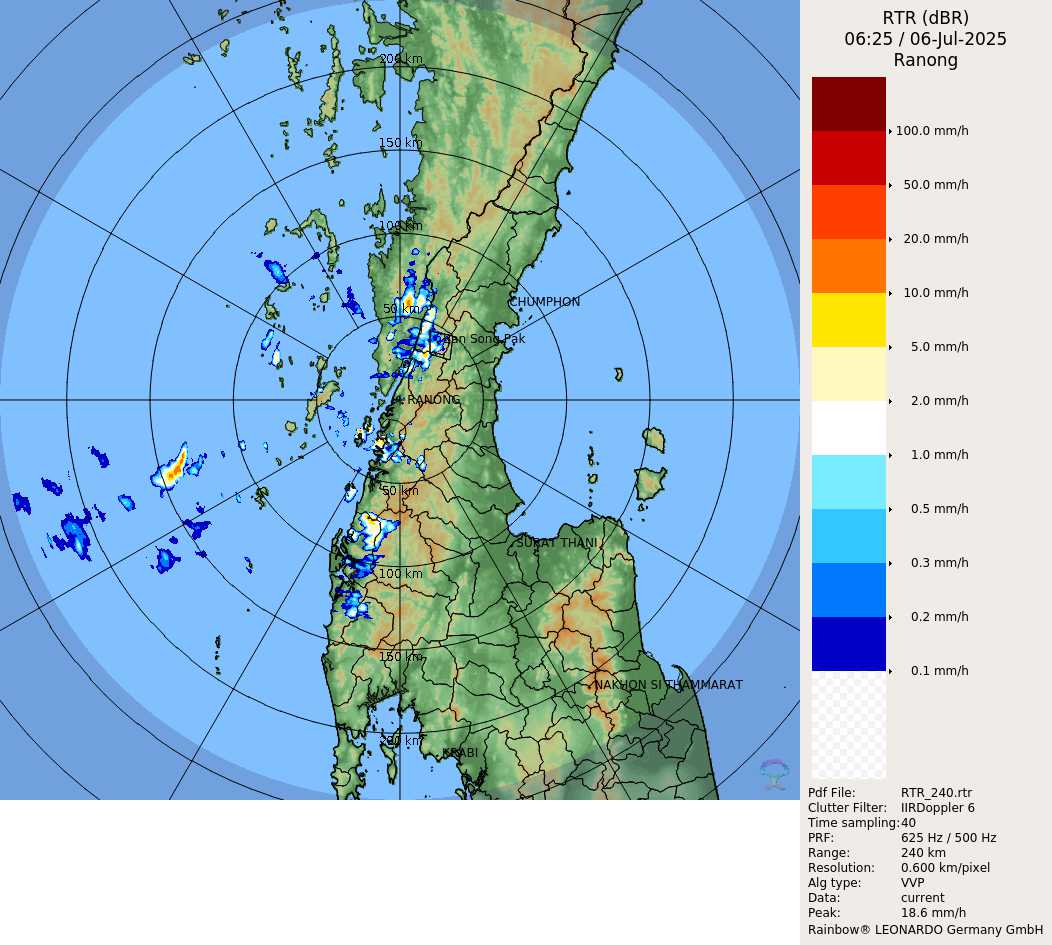 RTR (dBR)
06:25 / 06-Jul-2025
Ranong
100.0 mm/h
50.0 mm/h
20.0 mm/h
10.0 mm/h
5.0 mm/h
2.0 mm/h
1.0 mm/h
0.5 mm/h
0.3 mm/h
0.2 mm/h
0.1 mm/h
Pdf File: RTR_240.rtr
Clutter Filter: IIRDoppler 6
Time sampling:40
PRF: 625 Hz / 500 Hz
Range: 240 km
Resolution: 0.600 km/pixel
Alg type: VVP
Data: current
Peak: 18.6 mm/h
Rainbow® LEONARDO Germany GmbH
200 km
150 km
100 km
50 km
CHUMPHON
Ban Song Pak
RANONG
50 km
SURAT THANI
100 km
150 km
NAKHON SI THAMMARAT
200 km
KRABI